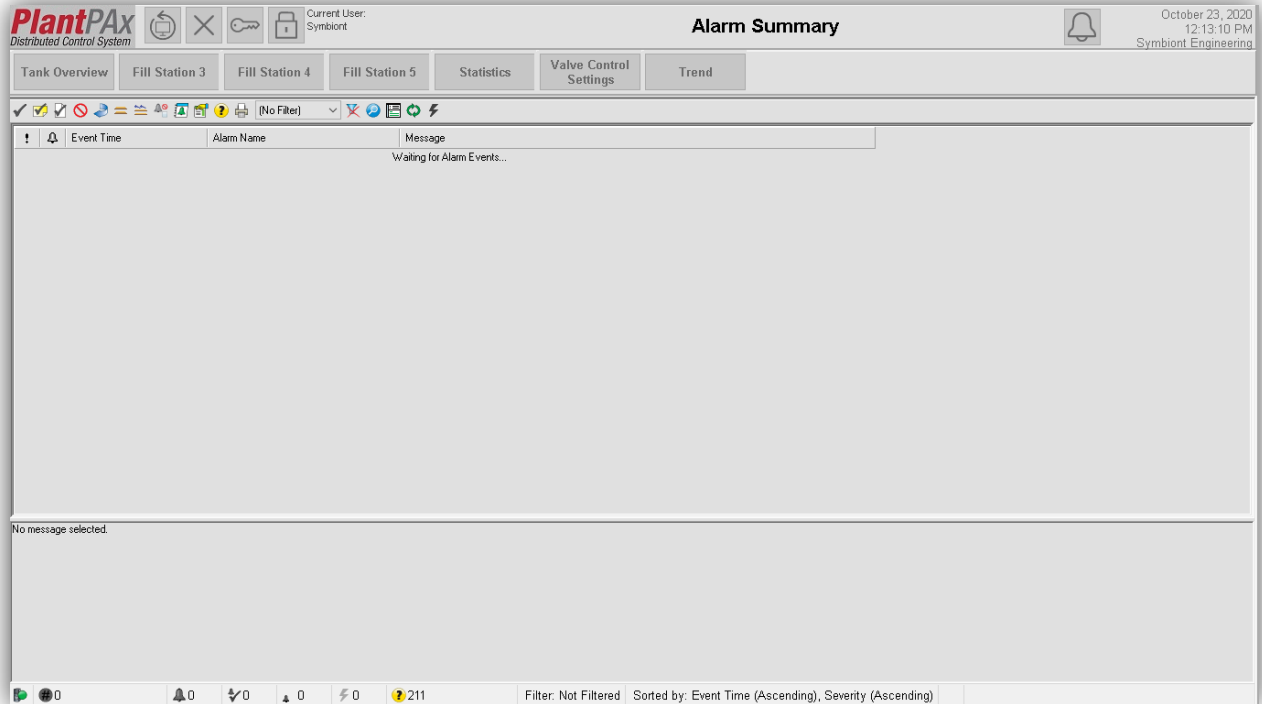 PlantPAx
Distributed Control System
Current User:
Symbiont
Alarm Summary
October 23, 2020
12:13:10 PM
Symbiont Engineering
Tank Overview
Fill Station 3
Fill Station 4
Fill Station 5
Statistics
Valve Control
Settings
Trend
(No Filter)
! Event Time Alarm Name Message
Waiting for Alarm Events...
No message selected.
# 0 0 0 0 0 ? 211 Filter: Not Filtered Sorted by: Event Time (Ascending), Severity (Ascending)